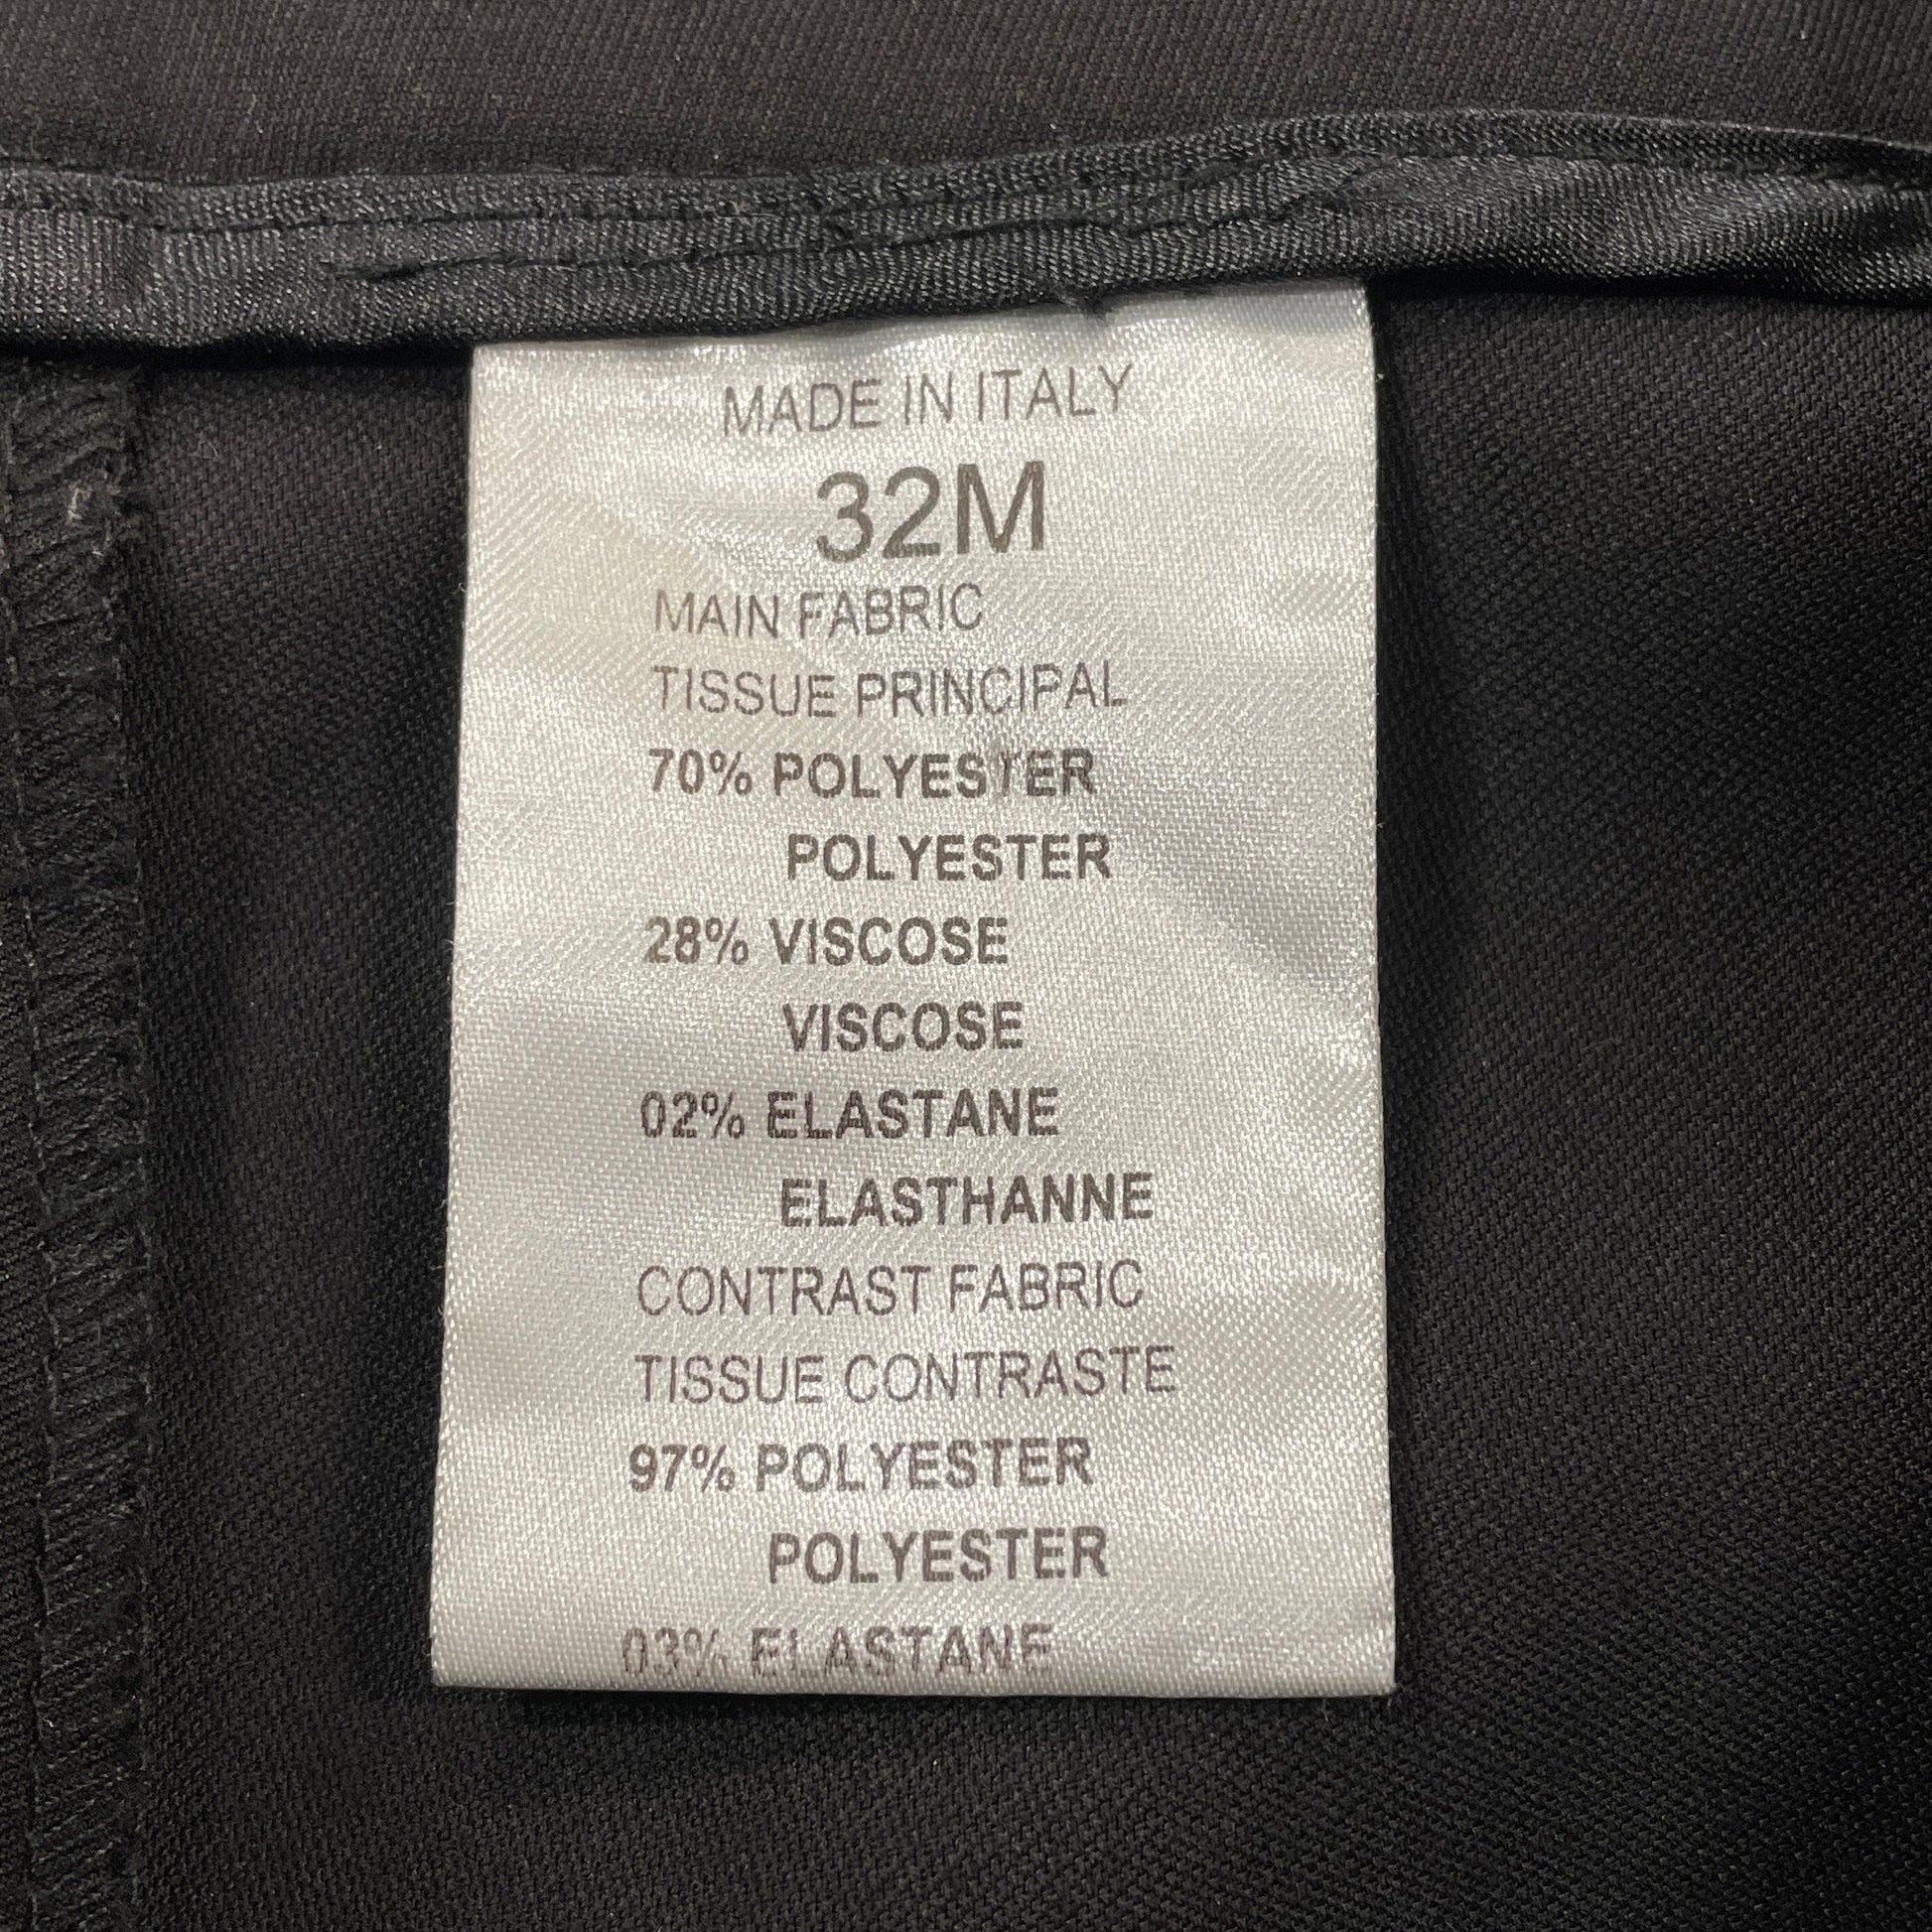 MADE IN ITALY
32M
MAIN FABRIC
TISSUE PRINCIPAL
70% POLYESTER
POLYESTER
28% VISCOSE
VISCOSE
02% ELASTANE
ELASTHANNE
CONTRAST FABRIC
TISSUE CONTRASTE
97% POLYESTER
POLYESTER
03% ELASTANE